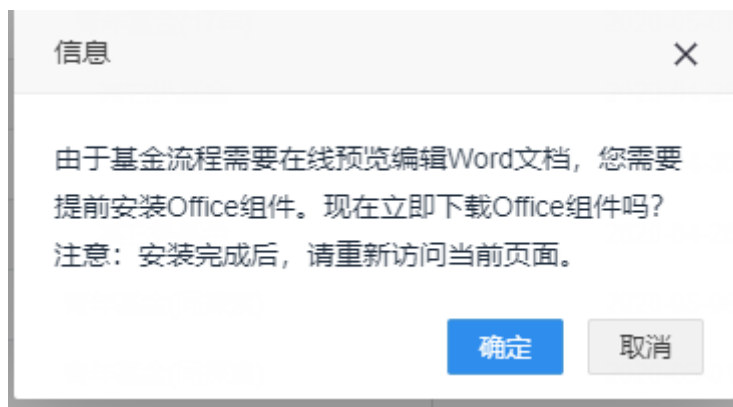 信息
由于基金流程需要在线预览编辑Word文档，您需要
提前安装Office组件。现在立即下载Office组件吗？
注意：安装完成后，请重新访问当前页面。
确定
取消